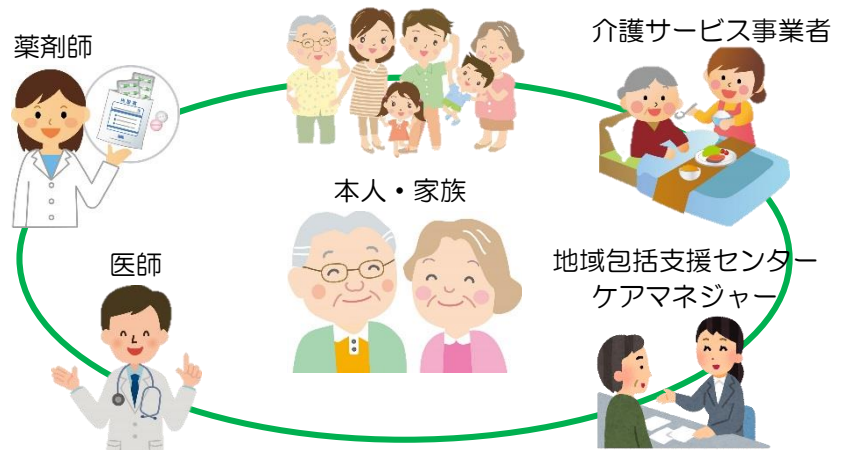 薬剤師
介護サービス事業者
本人・家族
医師
地域包括支援センター
ケアマネジャー